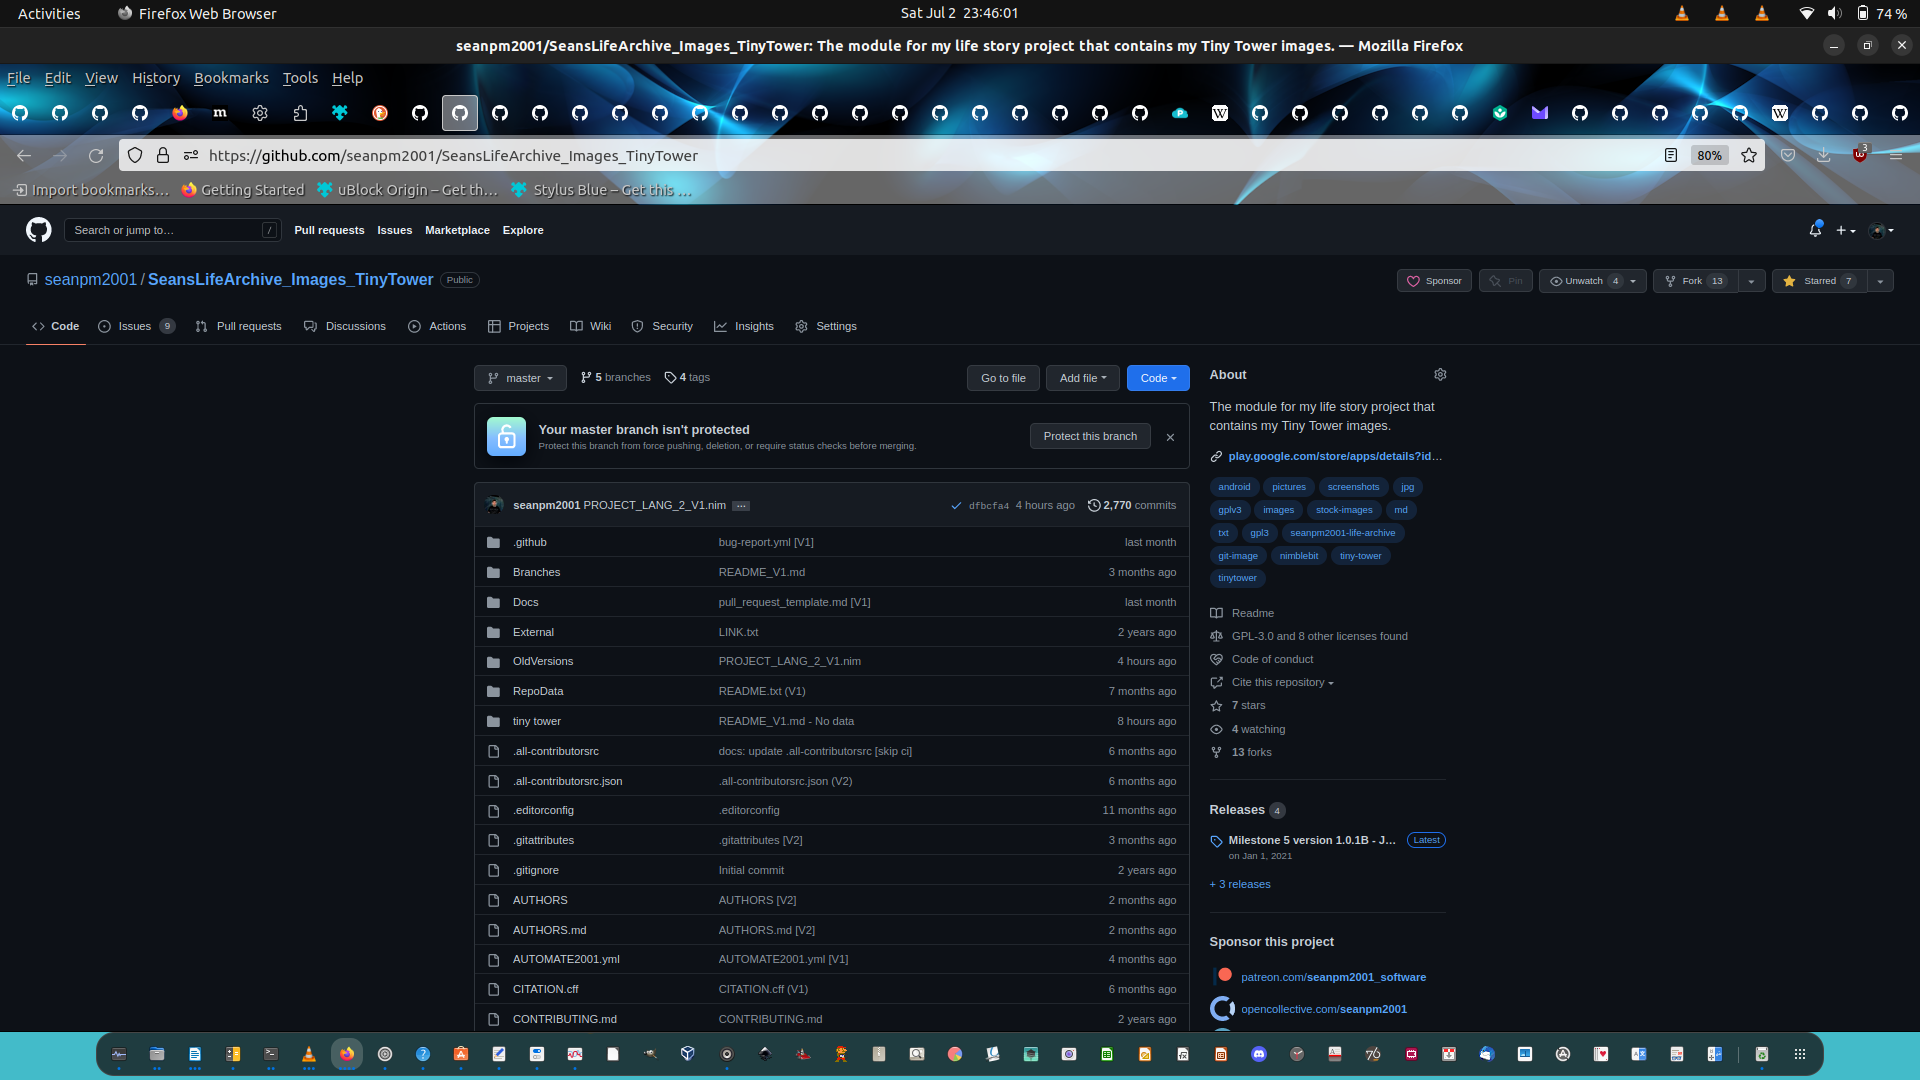 Activities
Firefox Web Browser
Sat Jul 2 23:46:01
74 %
seanpm2001/SeansLifeArchive_Images_TinyTower: The module for my life story project that contains my Tiny Tower images. — Mozilla Firefox
File Edit View History Bookmarks Tools Help
https://github.com/seanpm2001/SeansLifeArchive_Images_TinyTower
80%
3
Import bookmarks…
Getting Started
uBlock Origin – Get th…
Stylus Blue – Get this …
Search or jump to…
/
Pull requests
Issues
Marketplace
Explore
seanpm2001 / SeansLifeArchive_Images_TinyTower
Public
Sponsor
Pin
Unwatch 4
Fork 13
Starred 7
Code
Issues 9
Pull requests
Discussions
Actions
Projects
Wiki
Security
Insights
Settings
master
5 branches
4 tags
Go to file
Add file
Code
Your master branch isn't protected
Protect this branch from force pushing, deletion, or require status checks before merging.
Protect this branch
seanpm2001 PROJECT_LANG_2_V1.nim …
dfbcfa4 4 hours ago
2,770 commits
.github bug-report.yml [V1] last month
Branches README_V1.md 3 months ago
Docs pull_request_template.md [V1] last month
External LINK.txt 2 years ago
OldVersions PROJECT_LANG_2_V1.nim 4 hours ago
RepoData README.txt (V1) 7 months ago
tiny tower README_V1.md - No data 8 hours ago
.all-contributorsrc docs: update .all-contributorsrc [skip ci] 6 months ago
.all-contributorsrc.json .all-contributorsrc.json (V2) 6 months ago
.editorconfig .editorconfig 11 months ago
.gitattributes .gitattributes [V2] 3 months ago
.gitignore Initial commit 2 years ago
AUTHORS AUTHORS [V2] 2 months ago
AUTHORS.md AUTHORS.md [V2] 2 months ago
AUTOMATE2001.yml AUTOMATE2001.yml [V1] 4 months ago
CITATION.cff CITATION.cff (V1) 6 months ago
CONTRIBUTING.md CONTRIBUTING.md 2 years ago
About
The module for my life story project that
contains my Tiny Tower images.
play.google.com/store/apps/details?id…
android pictures screenshots jpg
gplv3 images stock-images md
txt gpl3 seanpm2001-life-archive
git-image nimblebit tiny-tower
tinytower
Readme
GPL-3.0 and 8 other licenses found
Code of conduct
Cite this repository
7 stars
4 watching
13 forks
Releases 4
Milestone 5 version 1.0.1B - J… Latest
on Jan 1, 2021
+ 3 releases
Sponsor this project
patreon.com/seanpm2001_software
opencollective.com/seanpm2001